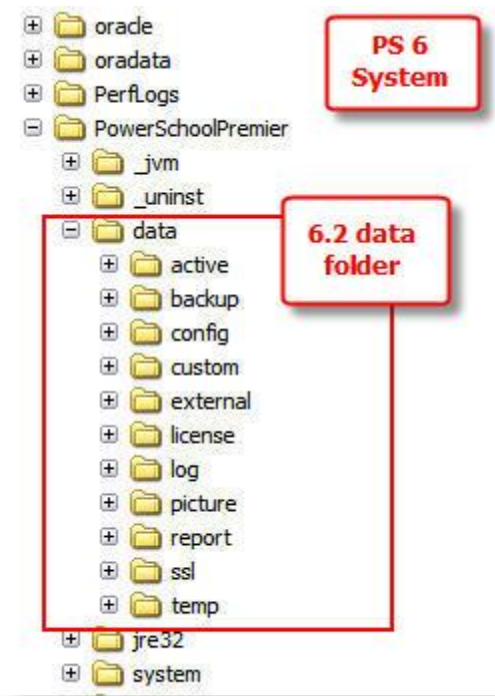 oracle
oradata
PerfLogs
PowerSchoolPremier
_jvm
_uninst
data
active
backup
config
custom
external
license
log
picture
report
ssl
temp
jre32
system
PS 6
System
6.2 data
folder